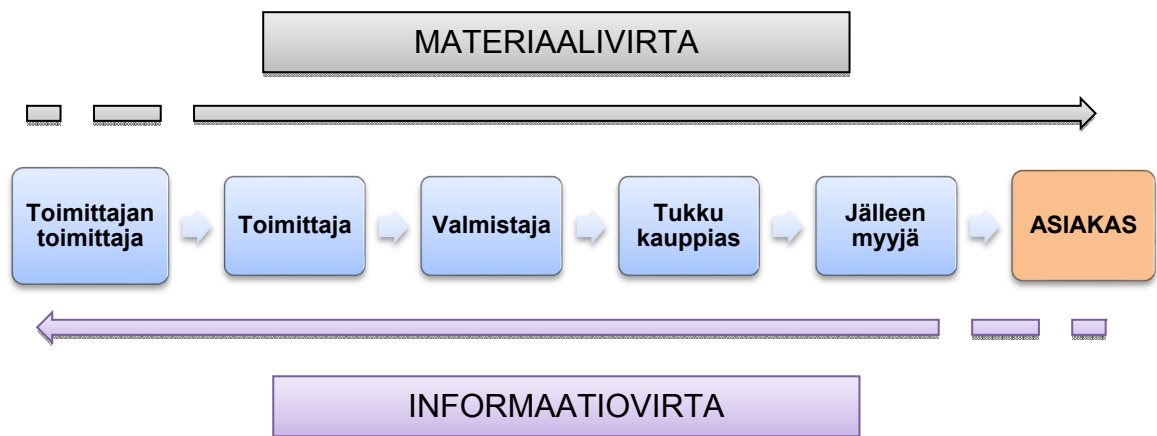 MATERIAALIVIRTA
Toimittajan
toimittaja
Toimittaja
Valmistaja
Tukku
kauppias
Jälleen
myyjä
ASIAKAS
INFORMAATIOVIRTA